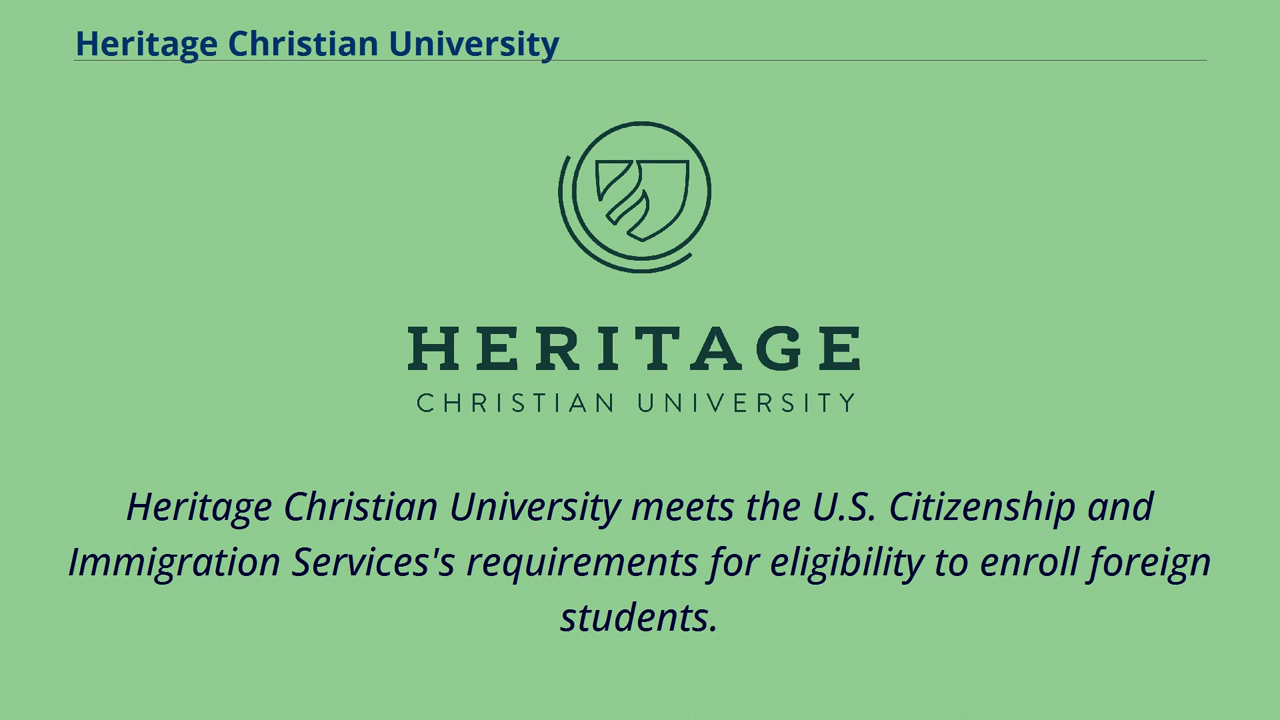 Heritage Christian University
HERITAGE
CHRISTIAN UNIVERSITY
Heritage Christian University meets the U.S. Citizenship and
Immigration Services's requirements for eligibility to enroll foreign
students.